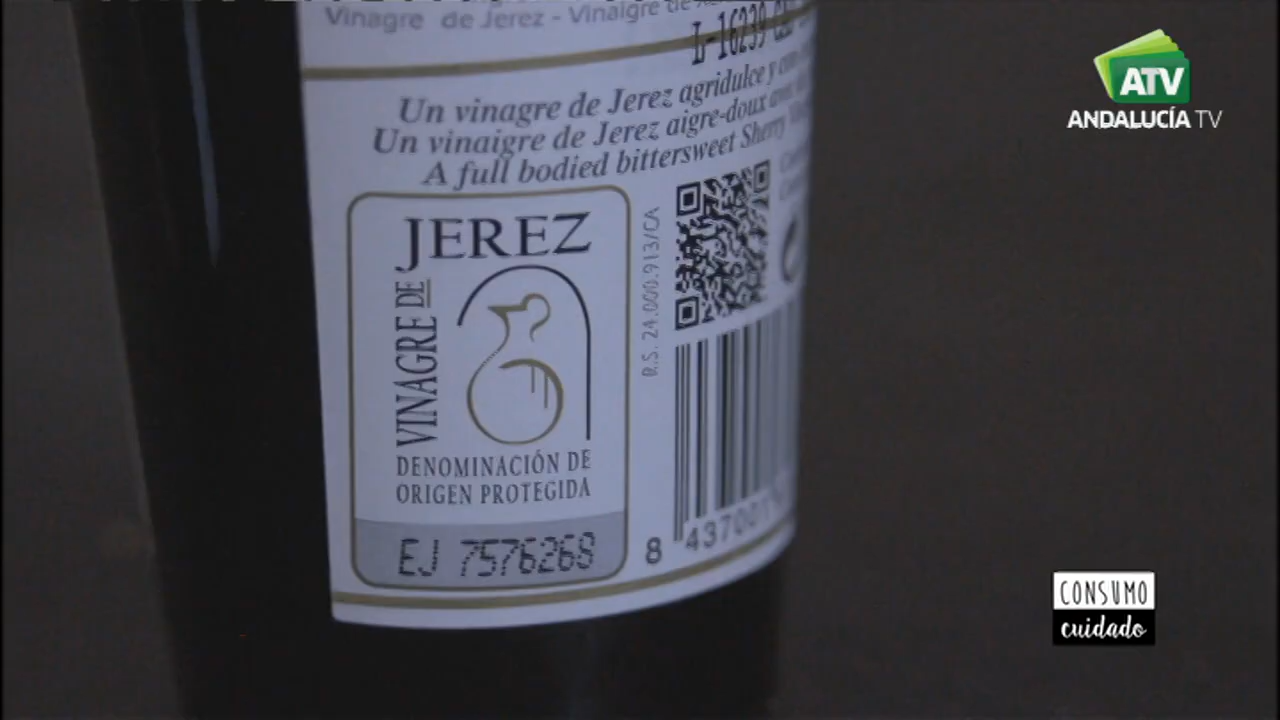 Vinagre de Jerez - Vinaigre de
L-16239
Un vinagre de Jerez agridulce y con
Un vinaigre de Jerez aigre-doux avec
A full bodied bittersweet Sherry
JEREZ
VINAGRE DE
DENOMINACIÓN DE
ORIGEN PROTEGIDA
EJ 7576268
R.S. 24.000.913/CA
8 437001
ATV
ANDALUCÍA TV
CONSUMO
cuidado